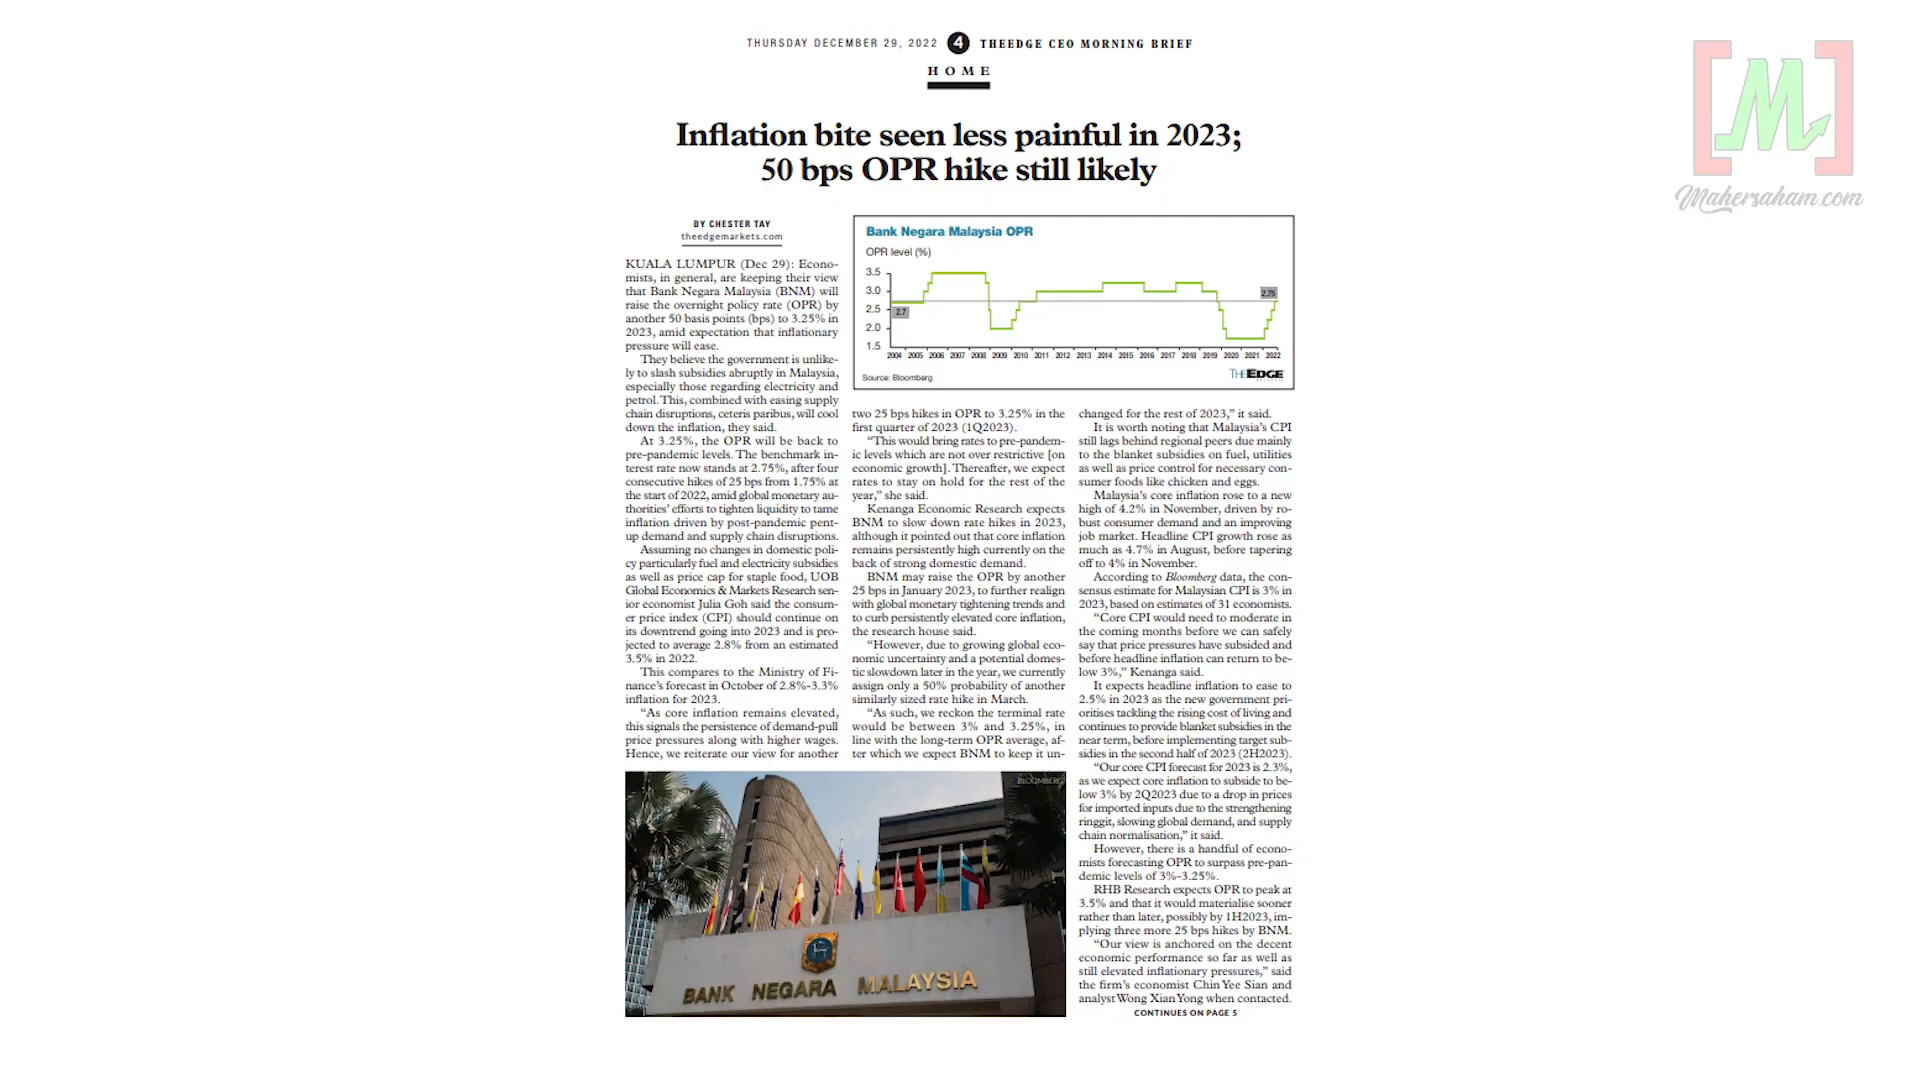 THURSDAY DECEMBER 29, 2022 4 THEEDGE CEO MORNING BRIEF
HOME
Inflation bite seen less painful in 2023;
50 bps OPR hike still likely
BY CHESTER TAY
theedgemarkets.com
KUALA LUMPUR (Dec 29): Econo-
mists, in general, are keeping their view
that Bank Negara Malaysia (BNM) will
raise the overnight policy rate (OPR) by
another 50 basis points (bps) to 3.25% in
2023, amid expectation that inflationary
pressure will ease.
They believe the government is unlike-
ly to slash subsidies abruptly in Malaysia,
especially those regarding electricity and
petrol. This, combined with easing supply
chain disruptions, ceteris paribus, will cool
down the inflation, they said.
At 3.25%, the OPR will be back to
pre-pandemic levels. The benchmark in-
terest rate now stands at 2.75%, after four
consecutive hikes of 25 bps from 1.75% at
the start of 2022, amid global monetary au-
thorities' efforts to tighten liquidity to tame
inflation driven by post-pandemic pent-
up demand and supply chain disruptions.
Assuming no changes in domestic poli-
cy particularly fuel and electricity subsidies
as well as price cap for staple food, UOB
Global Economics & Markets Research sen-
ior economist Julia Goh said the consum-
er price index (CPI) should continue on
its downtrend going into 2023 and is pro-
jected to average 2.8% from an estimated
3.5% in 2022.
This compares to the Ministry of Fi-
nance's forecast in October of 2.8%-3.3%
inflation for 2023.
"As core inflation remains elevated,
this signals the persistence of demand-pull
price pressures along with higher wages.
Hence, we reiterate our view for another
Bank Negara Malaysia OPR
OPR level (%)
3.5
3.0
2.5
2.0
1.5
2.7
2.75
2004 2005 2006 2007 2008 2009 2010 2011 2012 2013 2014 2015 2016 2017 2018 2019 2020 2021 2022
Source: Bloomberg
THE EDGE
MALAYSIA
two 25 bps hikes in OPR to 3.25% in the
first quarter of 2023 (1Q2023).
"This would bring rates to pre-pandem-
ic levels which are not over restrictive [on
economic growth]. Thereafter, we expect
rates to stay on hold for the rest of the
year," she said.
Kenanga Economic Research expects
BNM to slow down rate hikes in 2023,
although it pointed out that core inflation
remains persistently high currently on the
back of strong domestic demand.
BNM may raise the OPR by another
25 bps in January 2023, to further realign
with global monetary tightening trends and
to curb persistently elevated core inflation,
the research house said.
"However, due to growing global eco-
nomic uncertainty and a potential domes-
tic slowdown later in the year, we currently
assign only a 50% probability of another
similarly sized rate hike in March.
"As such, we reckon the terminal rate
would be between 3% and 3.25%, in
line with the long-term OPR average, af-
ter which we expect BNM to keep it un-
changed for the rest of 2023," it said.
It is worth noting that Malaysia's CPI
still lags behind regional peers due mainly
to the blanket subsidies on fuel, utilities
as well as price control for necessary con-
sumer foods like chicken and eggs.
Malaysia's core inflation rose to a new
high of 4.2% in November, driven by ro-
bust consumer demand and an improving
job market. Headline CPI growth rose as
much as 4.7% in August, before tapering
off to 4% in November.
According to Bloomberg data, the con-
sensus estimate for Malaysian CPI is 3% in
2023, based on estimates of 31 economists.
"Core CPI would need to moderate in
the coming months before we can safely
say that price pressures have subsided and
before headline inflation can return to be-
low 3%," Kenanga said.
It expects headline inflation to ease to
2.5% in 2023 as the new government pri-
oritises tackling the rising cost of living and
continues to provide blanket subsidies in the
near term, before implementing target sub-
sidies in the second half of 2023 (2H2023).
"Our core CPI forecast for 2023 is 2.3%,
as we expect core inflation to subside to be-
low 3% by 2Q2023 due to a drop in prices
for imported inputs due to the strengthening
ringgit, slowing global demand, and supply
chain normalisation," it said.
However, there is a handful of econo-
mists forecasting OPR to surpass pre-pan-
demic levels of 3%-3.25%.
RHB Research expects OPR to peak at
3.5% and that it would materialise sooner
rather than later, possibly by 1H2023, im-
plying three more 25 bps hikes by BNM.
"Our view is anchored on the decent
economic performance so far as well as
still elevated inflationary pressures," said
the firm's economist Chin Yee Sian and
analyst Wong Xian Yong when contacted.
CONTINUES ON PAGE 5
BLOOMBERG
BANK NEGARA MALAYSIA
M
Mahersaham.com